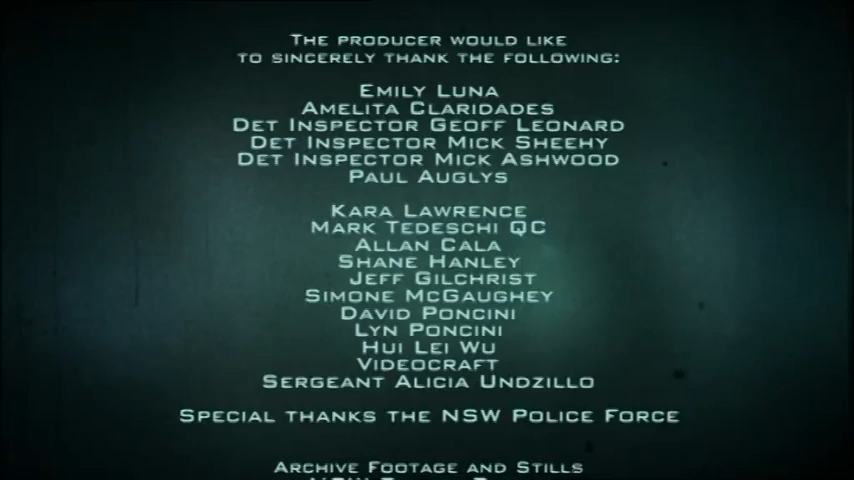 The producer would like
to sincerely thank the following:
Emily Luna
Amelita Claridades
Det Inspector Geoff Leonard
Det Inspector Mick Sheehy
Det Inspector Mick Ashwood
Paul Auglys
Kara Lawrence
Mark Tedeschi QC
Allan Cala
Shane Hanley
Jeff Gilchrist
Simone McGaughey
David Poncini
Lyn Poncini
Hui Lei Wu
Videocraft
Sergeant Alicia Undzillo
Special thanks the NSW Police Force
Archive Footage and Stills